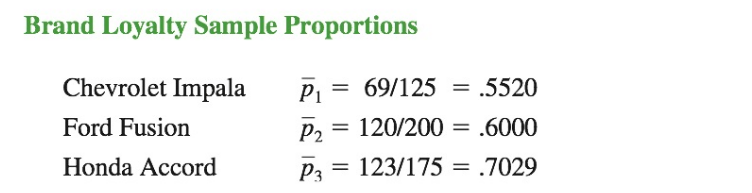 Brand Loyalty Sample Proportions
Chevrolet Impala p̄₁ = 69/125 = .5520
Ford Fusion p̄₂ = 120/200 = .6000
Honda Accord p̄₃ = 123/175 = .7029